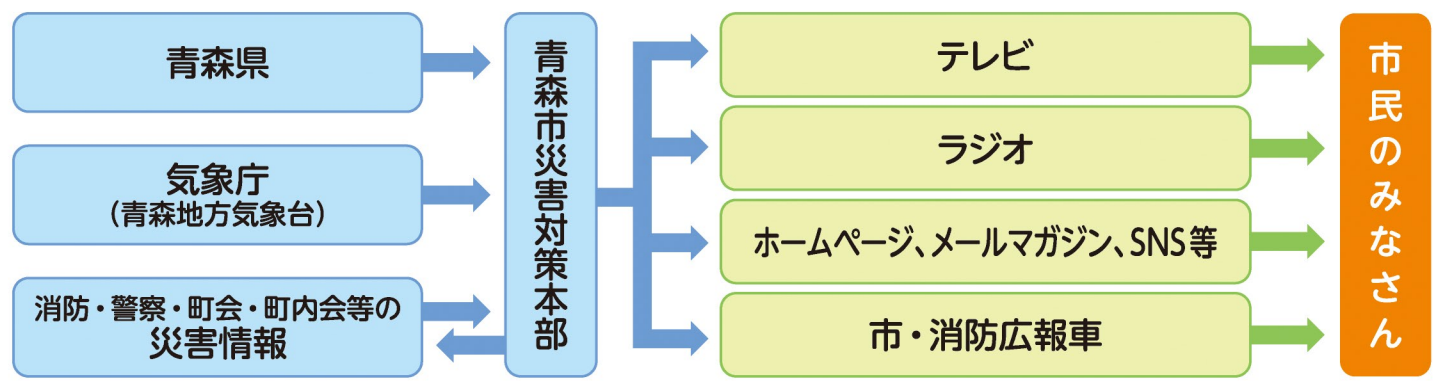 青森県
気象庁
（青森地方気象台）
消防・警察・町会・町内会等の
災害情報
青森市災害対策本部
テレビ
ラジオ
ホームページ、メールマガジン、SNS等
市・消防広報車
市民のみなさん